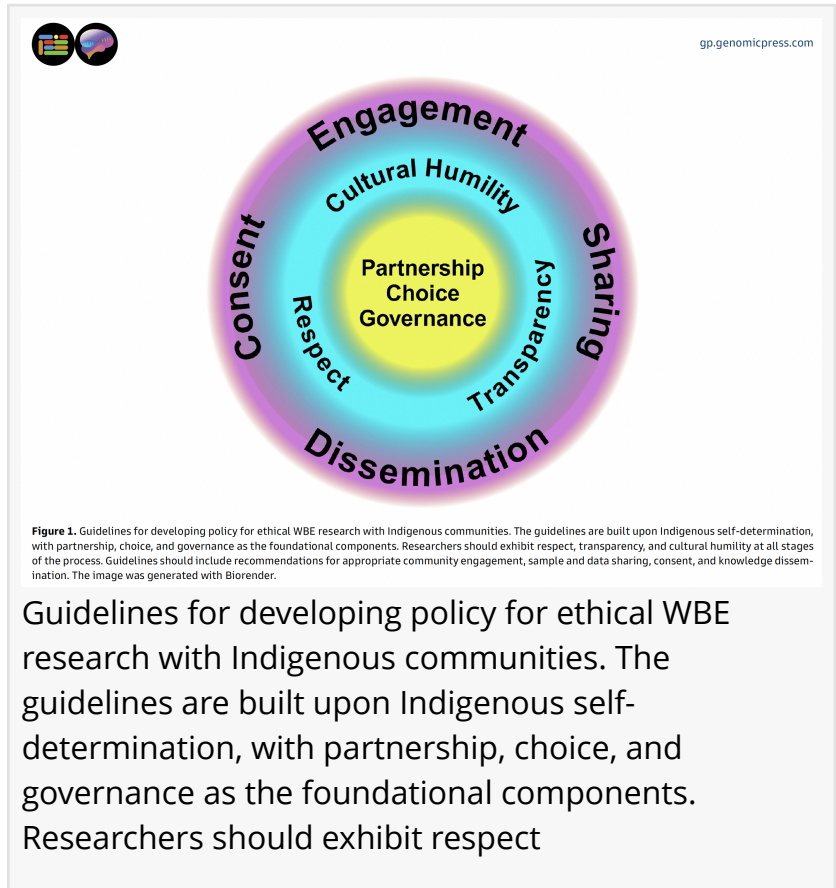 gp.genomicpress.com
Engagement
Cultural Humility
Consent
Sharing
Partnership
Choice
Governance
Respect
Transparency
Dissemination
Figure 1. Guidelines for developing policy for ethical WBE research with Indigenous communities. The guidelines are built upon Indigenous self-determination,
with partnership, choice, and governance as the foundational components. Researchers should exhibit respect, transparency, and cultural humility at all stages
of the process. Guidelines should include recommendations for appropriate community engagement, sample and data sharing, consent, and knowledge dissem-
ination. The image was generated with Biorender.
Guidelines for developing policy for ethical WBE
research with Indigenous communities. The
guidelines are built upon Indigenous self-
determination, with partnership, choice, and
governance as the foundational components.
Researchers should exhibit respect